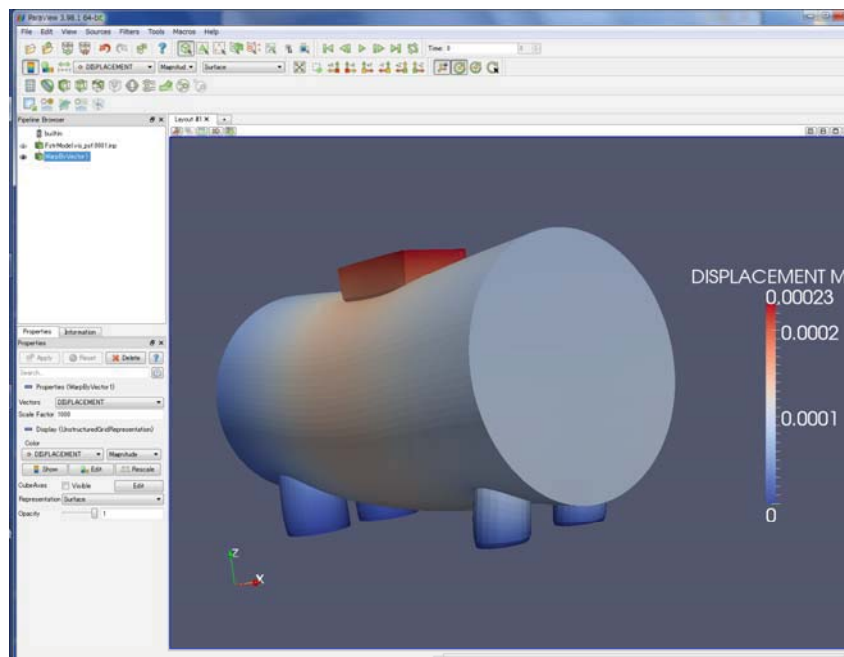 ParaView 3.98.1 64-bit
File Edit View Sources Filters Tools Macros Help
Time: 0
DISPLACEMENT Magnitud Surface
Pipeline Browser
Layout #1
builtin:
WarpByVector1
Properties Information
Properties
Apply Reset Delete ?
Search...
Properties (WarpByVector1)
Vectors DISPLACEMENT
Scale Factor 1000
Display (UnstructuredGridRepresentation)
Color
DISPLACEMENT Magnitude
Show Edit Rescale
CubeAxes Visible Edit
Representation Surface
Opacity 1
DISPLACEMENT M
0.00023
0.0002
0.0001
0
Z
X